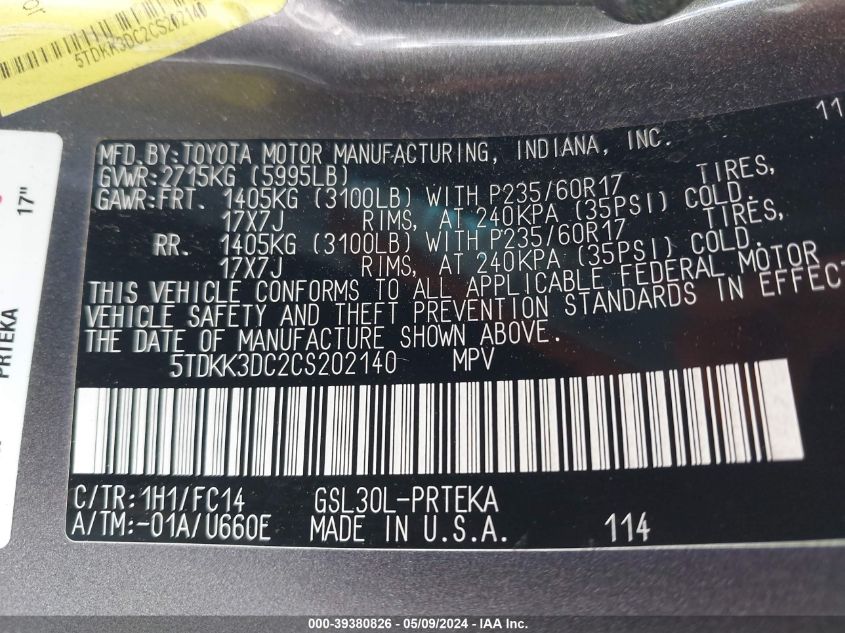 5TDKK3DC2CS202140
17"
PRTEKA
11
MFD.BY:TOYOTA MOTOR MANUFACTURING, INDIANA, INC.
GVWR:2715KG (5995LB)
GAWR:FRT. 1405KG (3100LB) WITH P235/60R17 TIRES,
17X7J RIMS, AT 240KPA (35PSI) COLD.
RR. 1405KG (3100LB) WITH P235/60R17 TIRES,
17X7J RIMS, AT 240KPA (35PSI) COLD.
THIS VEHICLE CONFORMS TO ALL APPLICABLE FEDERAL MOTOR
VEHICLE SAFETY AND THEFT PREVENTION STANDARDS IN EFFECT
THE DATE OF MANUFACTURE SHOWN ABOVE.
5TDKK3DC2CS202140 MPV
C/TR:1H1/FC14 GSL30L-PRTEKA
A/TM:-01A/U660E MADE IN U.S.A. 114
000-39380826 - 05/09/2024 - IAA Inc.